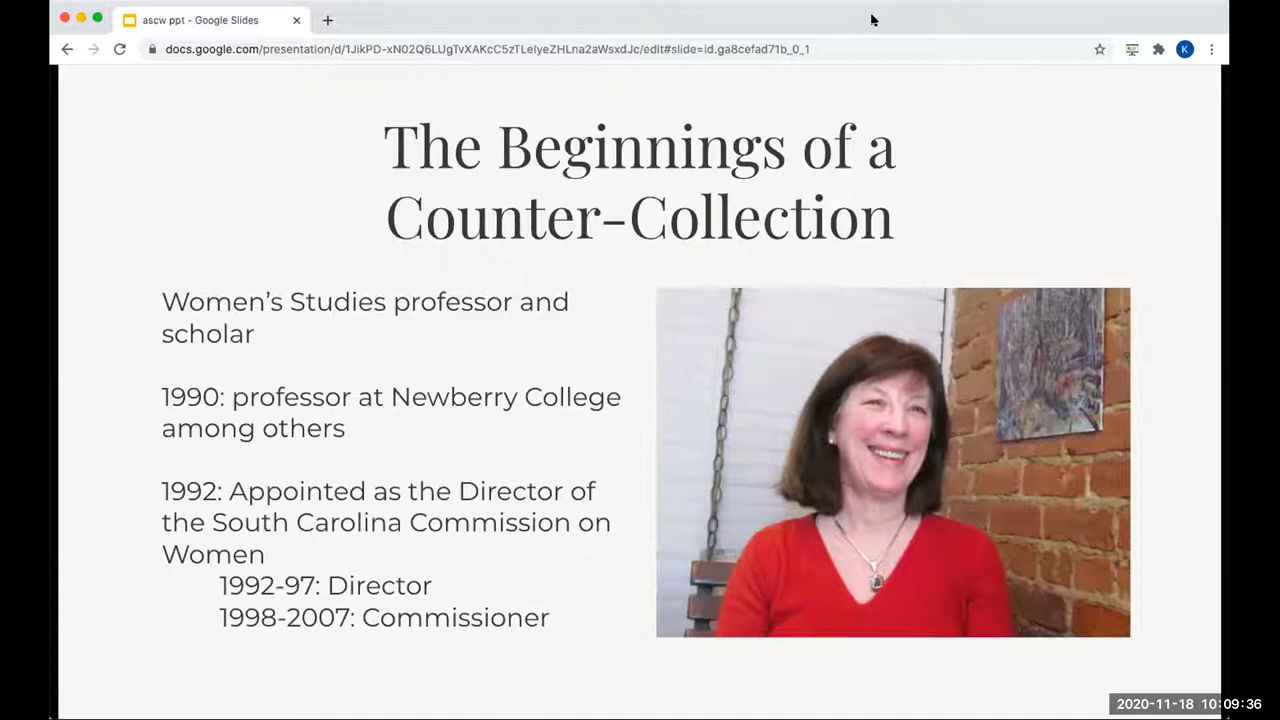 ascw ppt - Google Slides
docs.google.com/presentation/d/1JikPD-xN02Q6LUgTvXAKcC5zTLelyeZHLna2aWsxdJc/edit#slide=id.ga8cefad71b_0_1
K
The Beginnings of a
Counter-Collection
Women's Studies professor and
scholar
1990: professor at Newberry College
among others
1992: Appointed as the Director of
the South Carolina Commission on
Women
1992-97: Director
1998-2007: Commissioner
2020-11-18 10:09:36